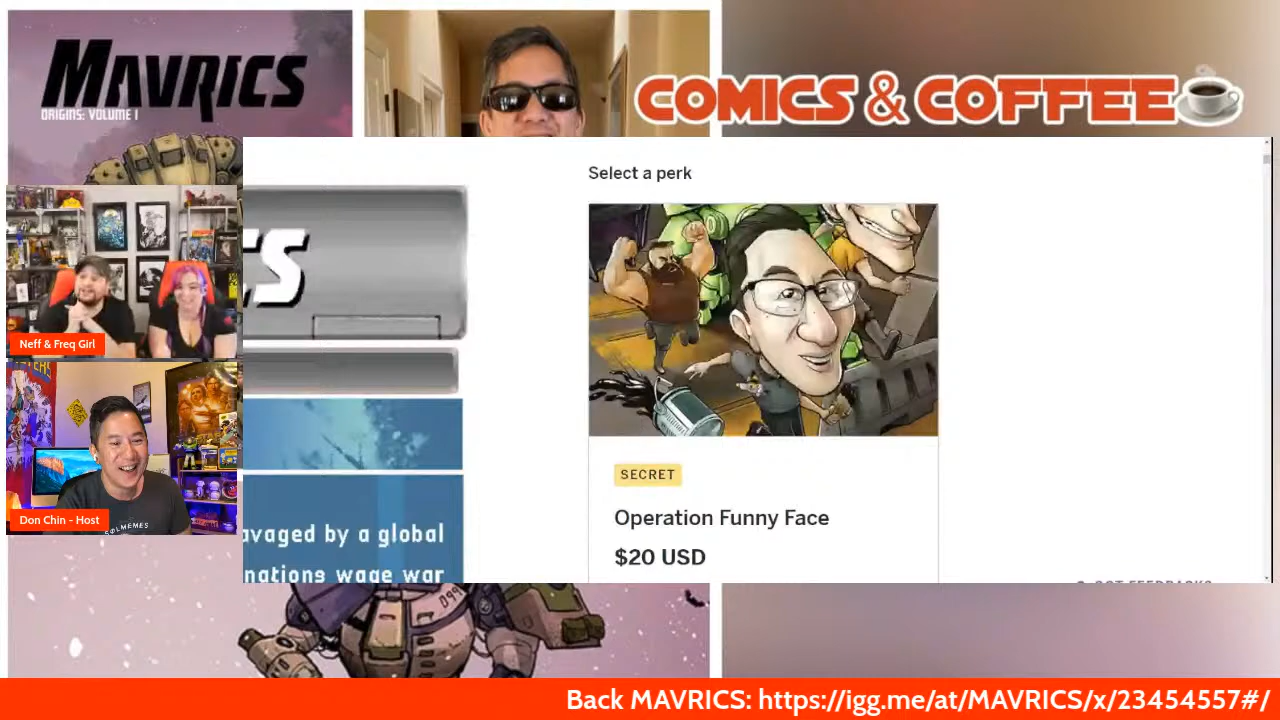 MAVRICS
ORIGINS: VOLUME I
COMICS & COFFEE
Select a perk
CS
SECRET
Operation Funny Face
$20 USD
avaged by a global
nations wage war
Neff & Freq Girl
Don Chin - Host
Back MAVRICS: https://igg.me/at/MAVRICS/x/23454557#/